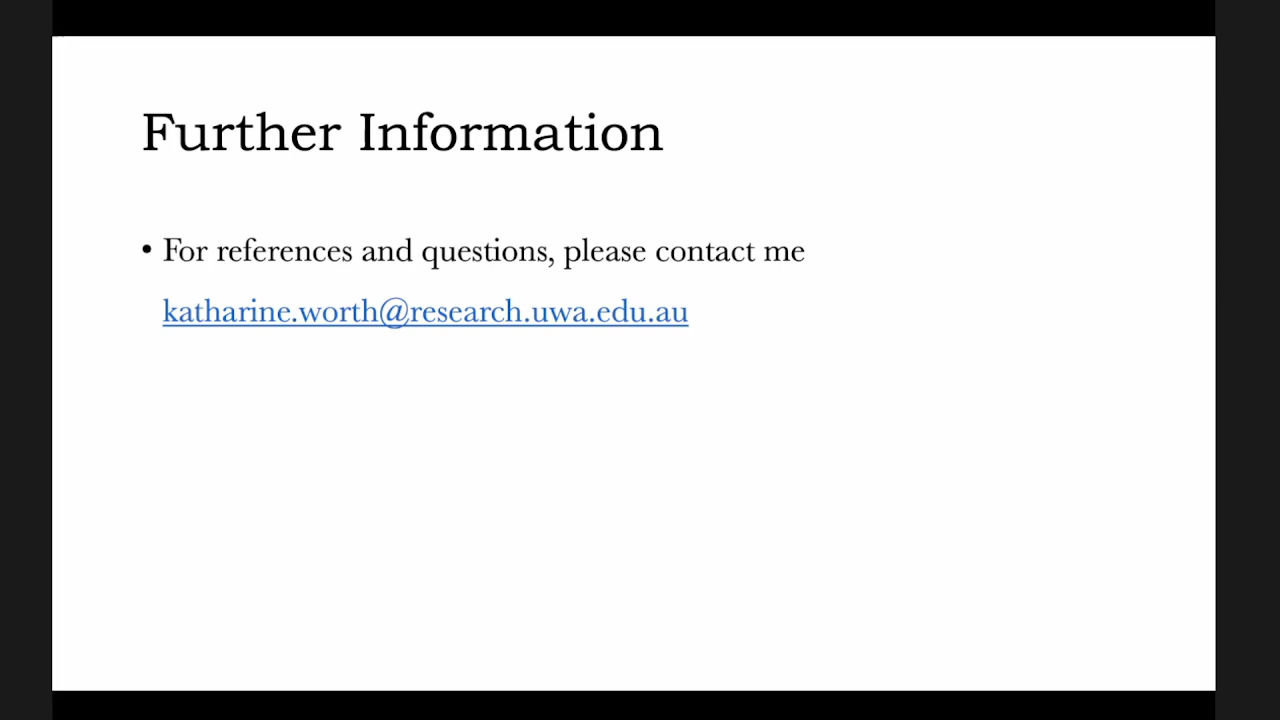 Further Information
• For references and questions, please contact me
katharine.worth@research.uwa.edu.au